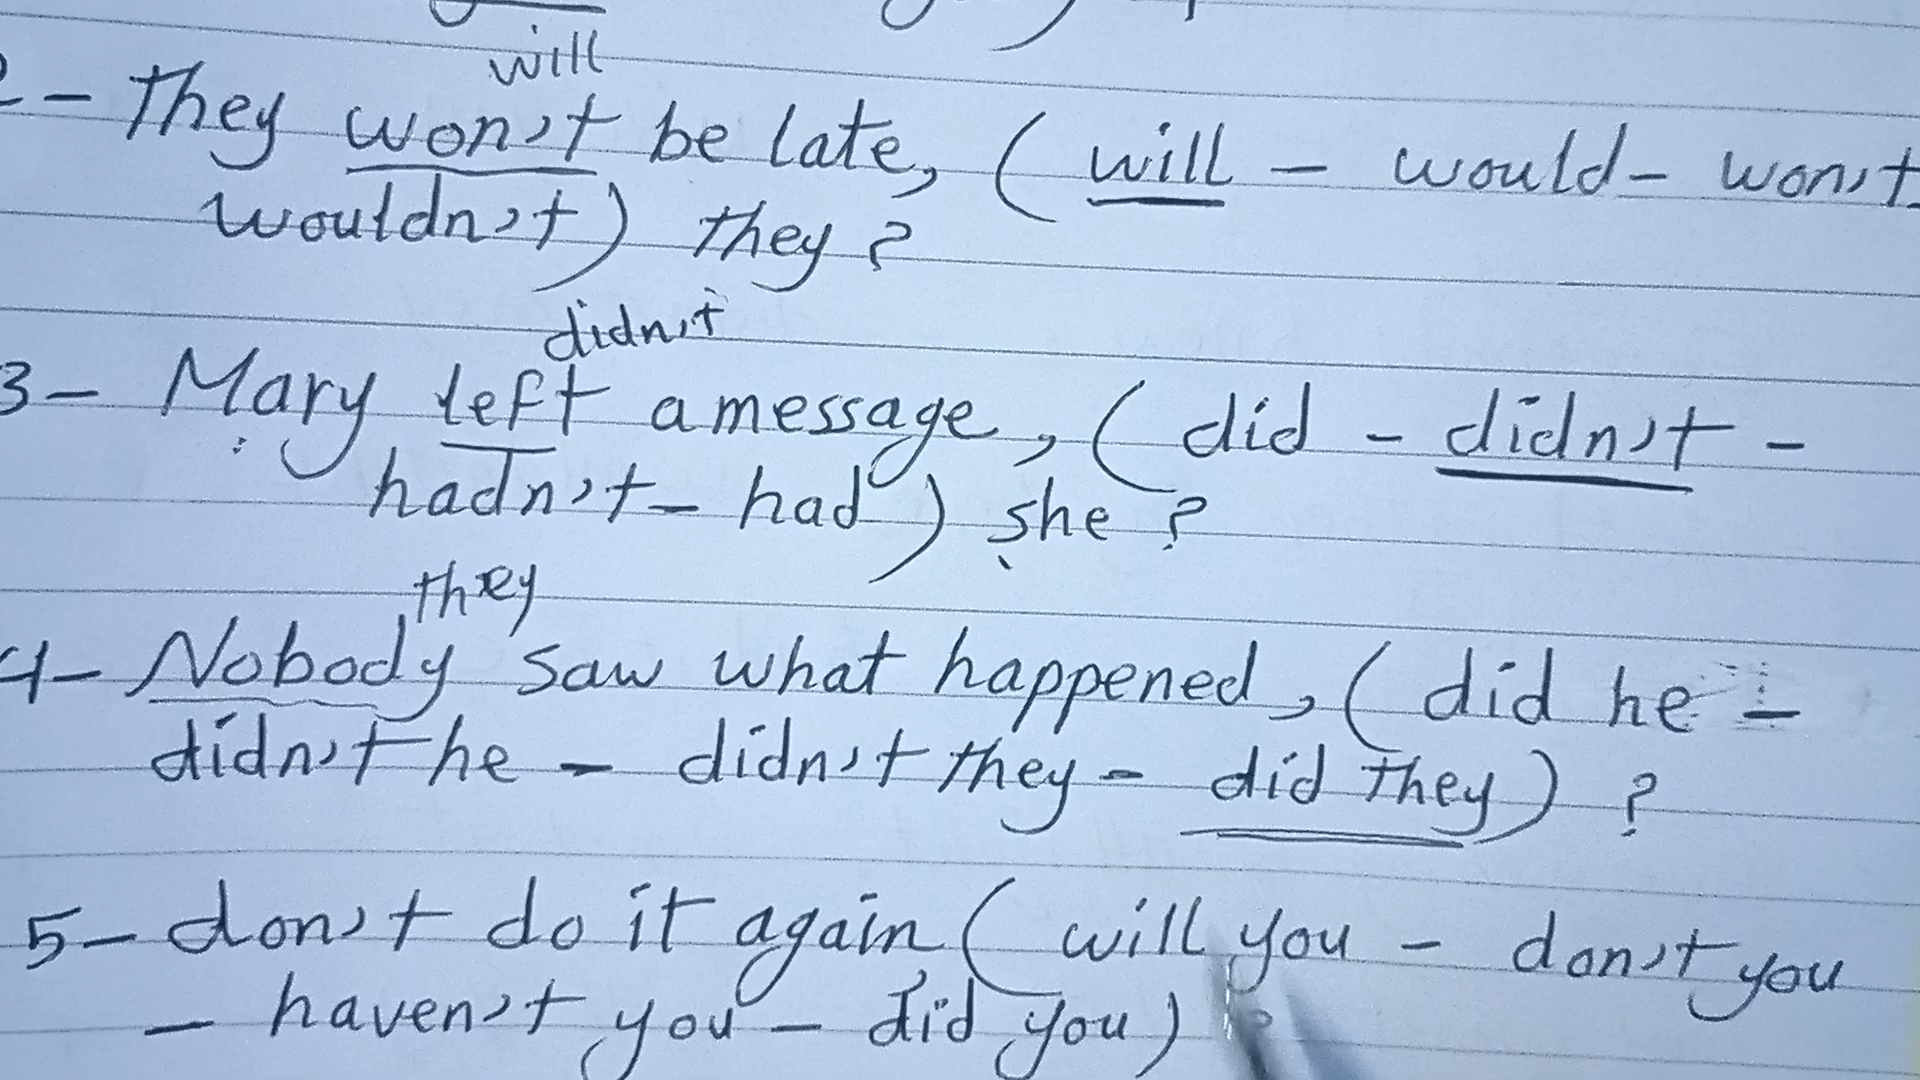 will
2- They won't be late, (will - would - won't
wouldn't) they?
didn't
3- Mary left a message, (did - didn't -
hadn't - had) she?
they
4- Nobody saw what happened, (did he -
didn't he - didn't they - did they) ?
5- don't do it again (will you - don't you
- haven't you - did you) ?